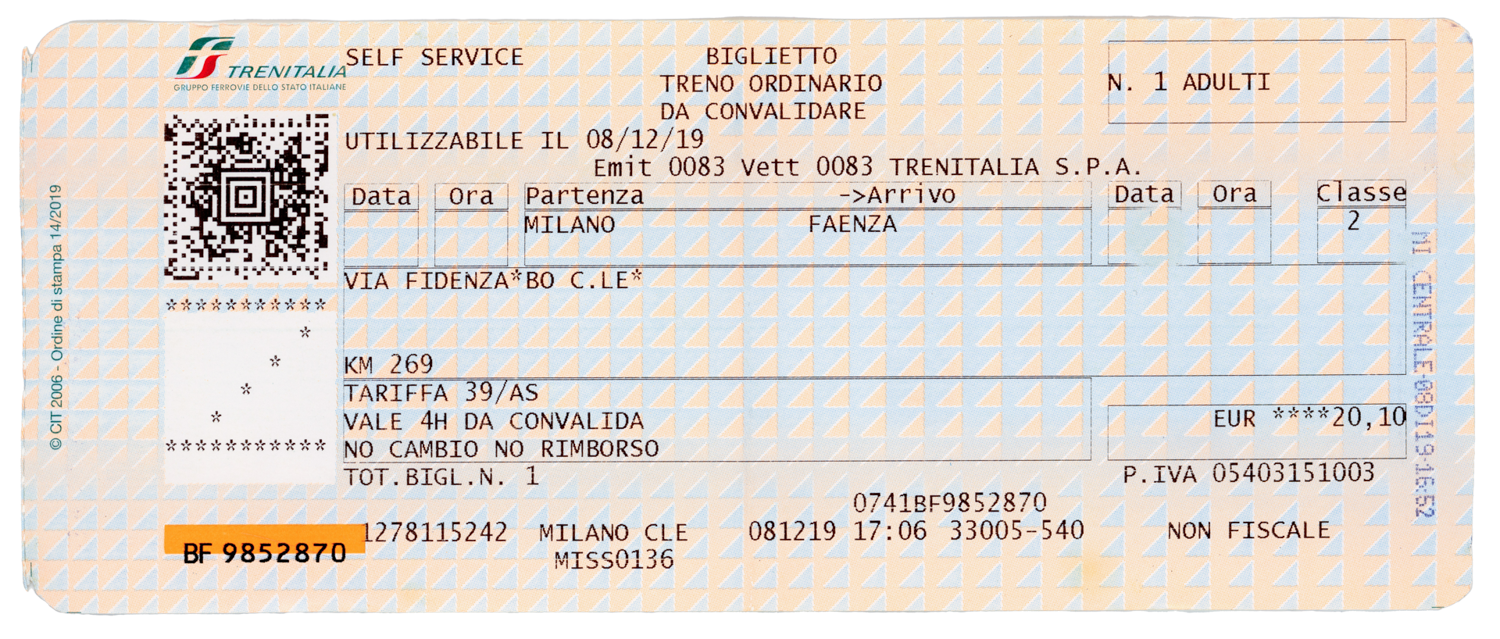 TRENITALIA
GRUPPO FERROVIE DELLO STATO ITALIANE
SELF SERVICE
BIGLIETTO
TRENO ORDINARIO
DA CONVALIDARE
N. 1 ADULTI
UTILIZZABILE IL 08/12/19
Emit 0083 Vett 0083 TRENITALIA S.P.A.
Data Ora Partenza ->Arrivo Data Ora Classe
MILANO FAENZA 2
VIA FIDENZA*BO C.LE*
***********
*
*
*
*
***********
KM 269
TARIFFA 39/AS
VALE 4H DA CONVALIDA
NO CAMBIO NO RIMBORSO
EUR ****20,10
TOT.BIGL.N. 1
P.IVA 05403151003
0741BF9852870
1278115242 MILANO CLE 081219 17:06 33005-540 NON FISCALE
BF 9852870
MISS0136
© CIT 2006 - Ordine di stampa 14/2019
MI CENTRALE 08DI19-16:52